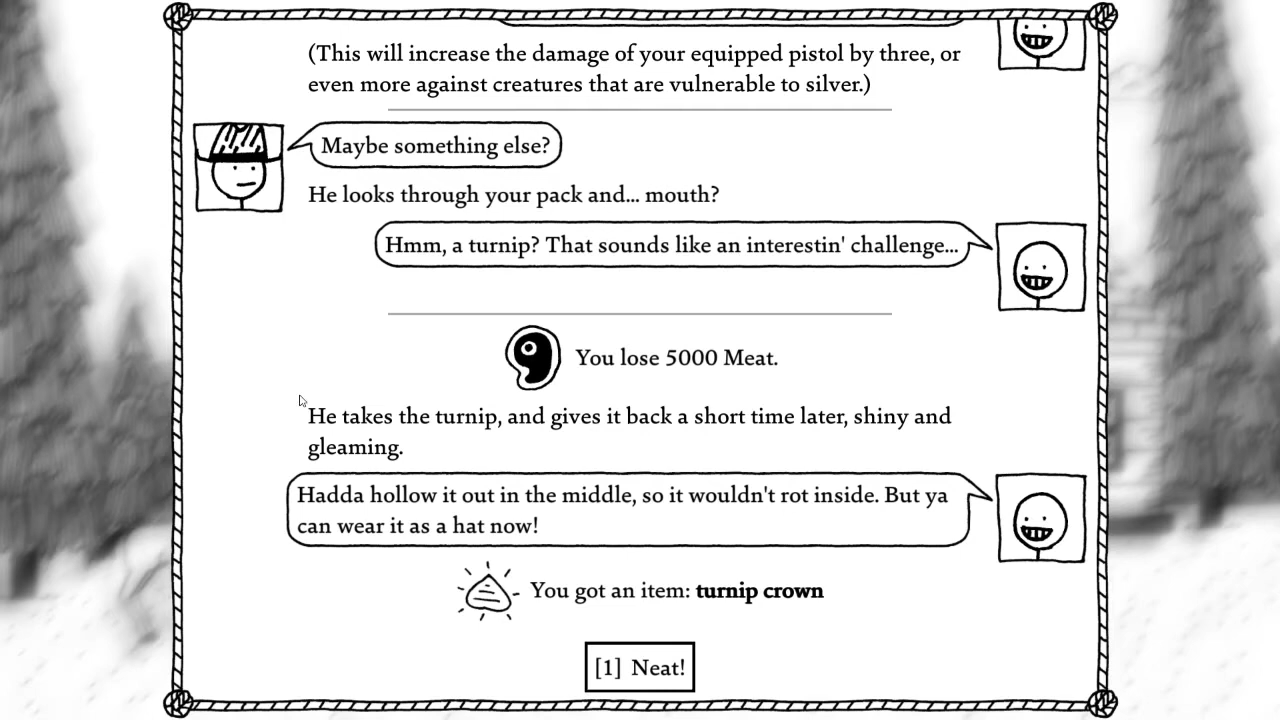 (This will increase the damage of your equipped pistol by three, or
even more against creatures that are vulnerable to silver.)
Maybe something else?
He looks through your pack and... mouth?
Hmm, a turnip? That sounds like an interestin' challenge...
You lose 5000 Meat.
He takes the turnip, and gives it back a short time later, shiny and
gleaming.
Hadda hollow it out in the middle, so it wouldn't rot inside. But ya
can wear it as a hat now!
You got an item: turnip crown
[1] Neat!